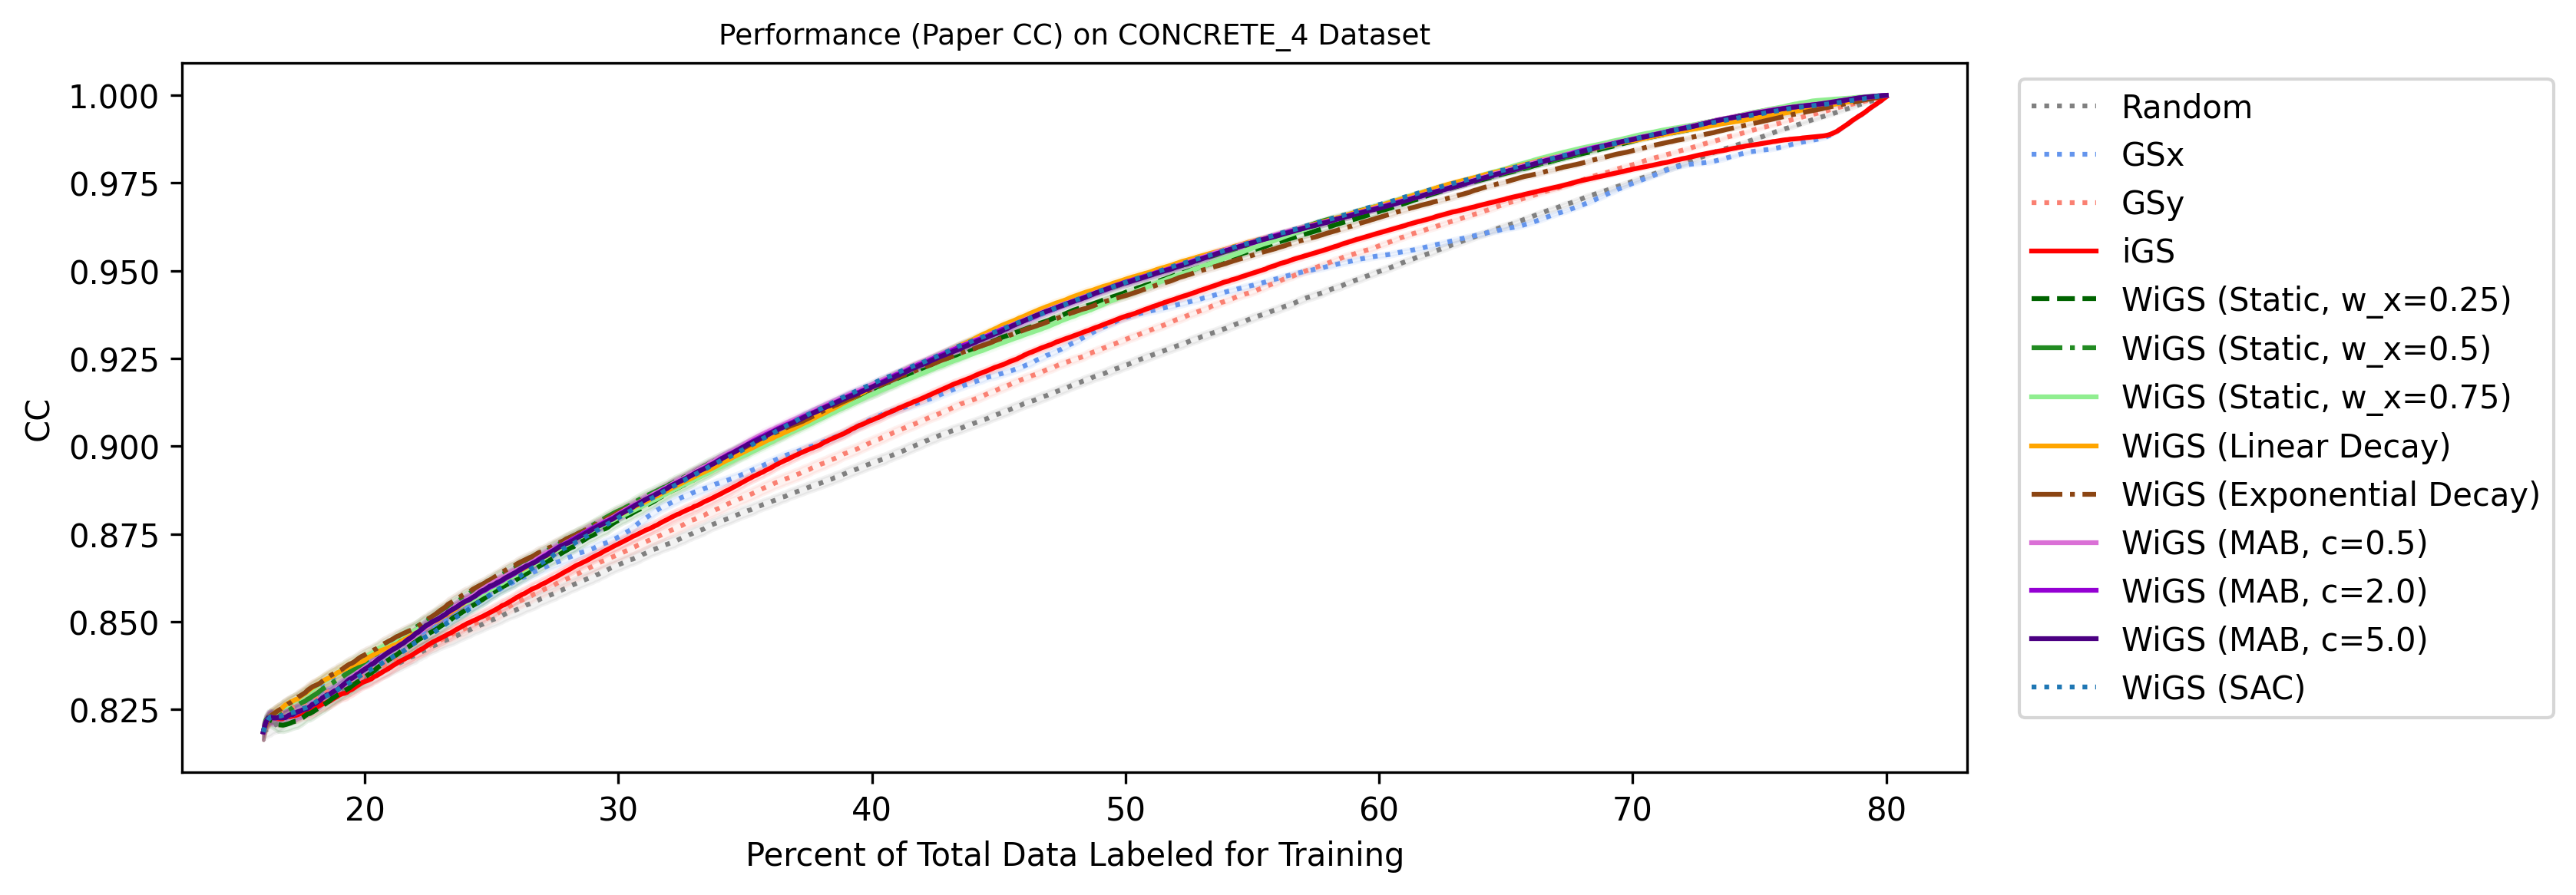 Performance (Paper CC) on CONCRETE_4 Dataset
1.000
0.975
0.950
0.925
0.900
0.875
0.850
0.825
CC
20 30 40 50 60 70 80
Percent of Total Data Labeled for Training
Random
GSx
GSy
iGS
WiGS (Static, w_x=0.25)
WiGS (Static, w_x=0.5)
WiGS (Static, w_x=0.75)
WiGS (Linear Decay)
WiGS (Exponential Decay)
WiGS (MAB, c=0.5)
WiGS (MAB, c=2.0)
WiGS (MAB, c=5.0)
WiGS (SAC)